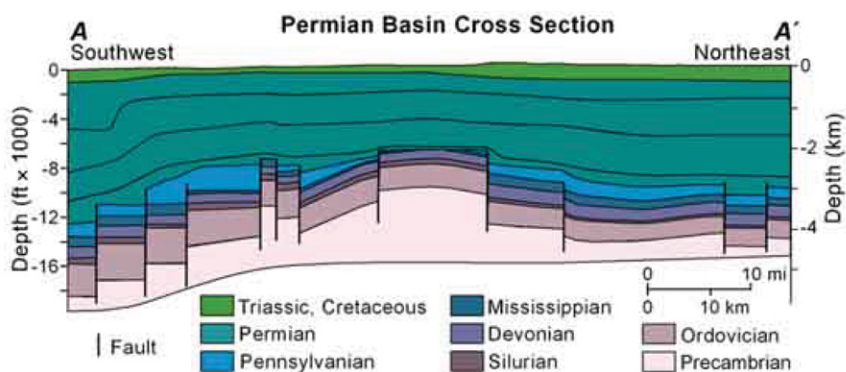 Permian Basin Cross Section
A
A′
Southwest
Northeast
0
-4
-8
-12
-16
Depth (ft x 1000)
0
-2
-4
Depth (km)
0 10 mi
0 10 km
Triassic, Cretaceous
Permian
Pennsylvanian
Mississippian
Devonian
Silurian
Ordovician
Precambrian
Fault